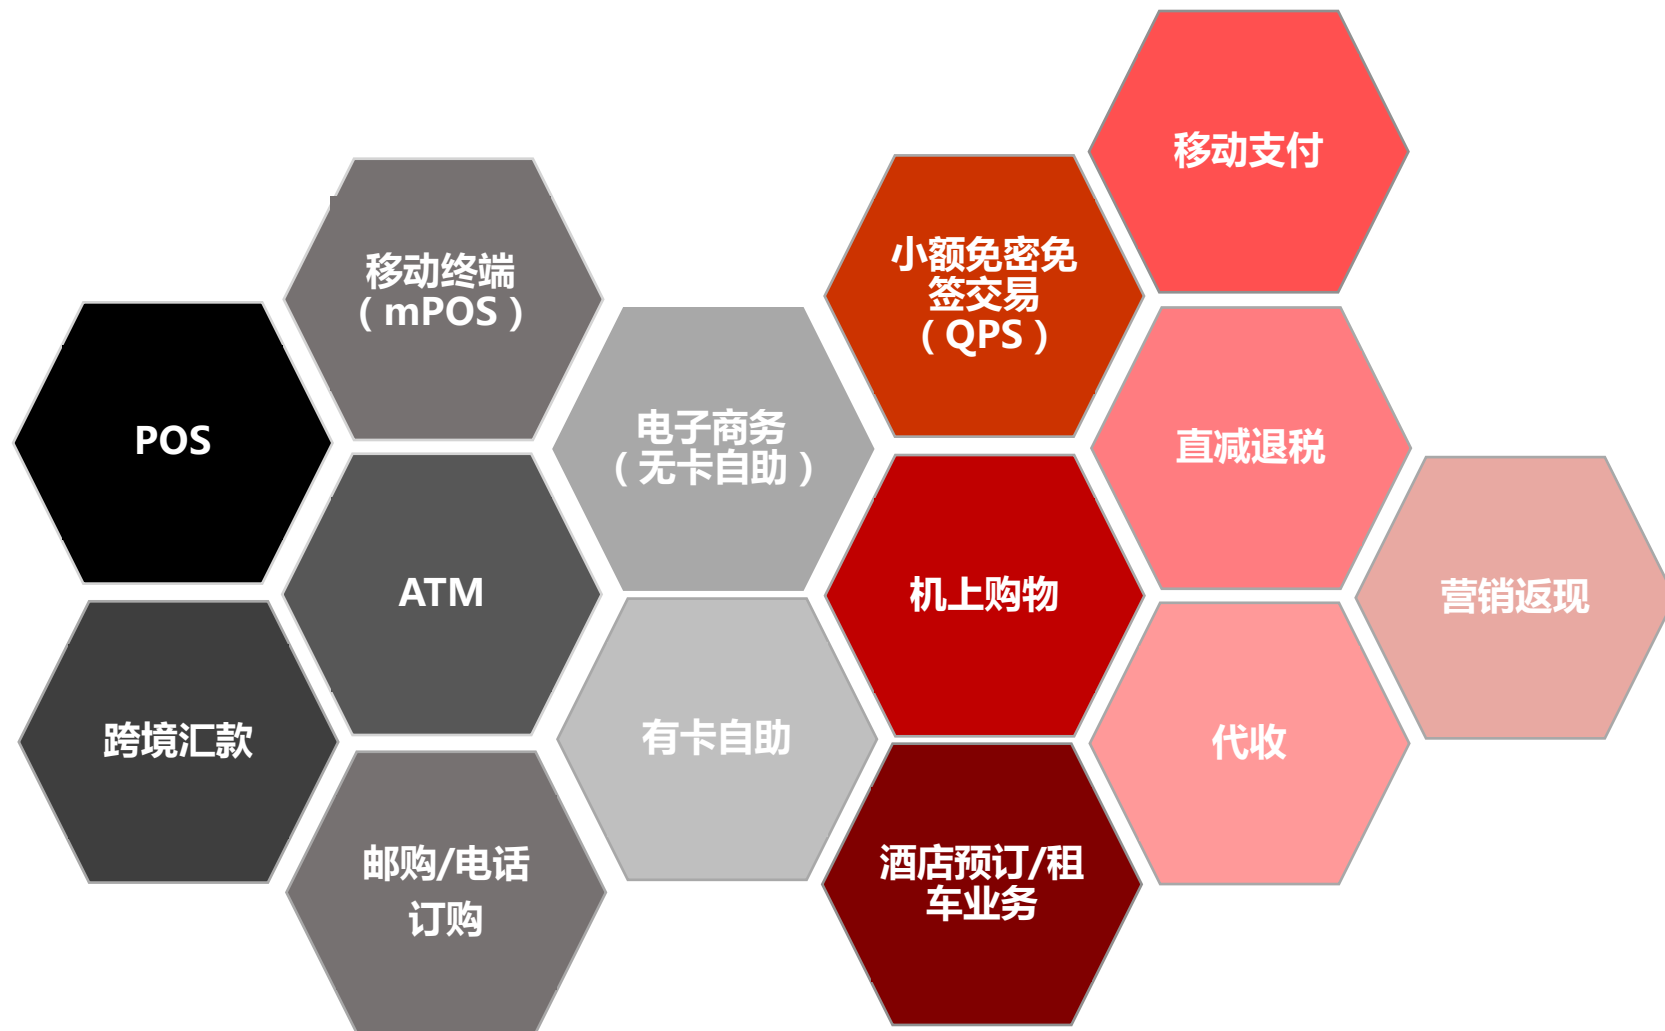 移动支付
移动终端
（mPOS）
小额免密免
签交易
（QPS）
POS
电子商务
（无卡自助）
直减退税
ATM
机上购物
营销返现
跨境汇款
有卡自助
代收
邮购/电话
订购
酒店预订/租
车业务